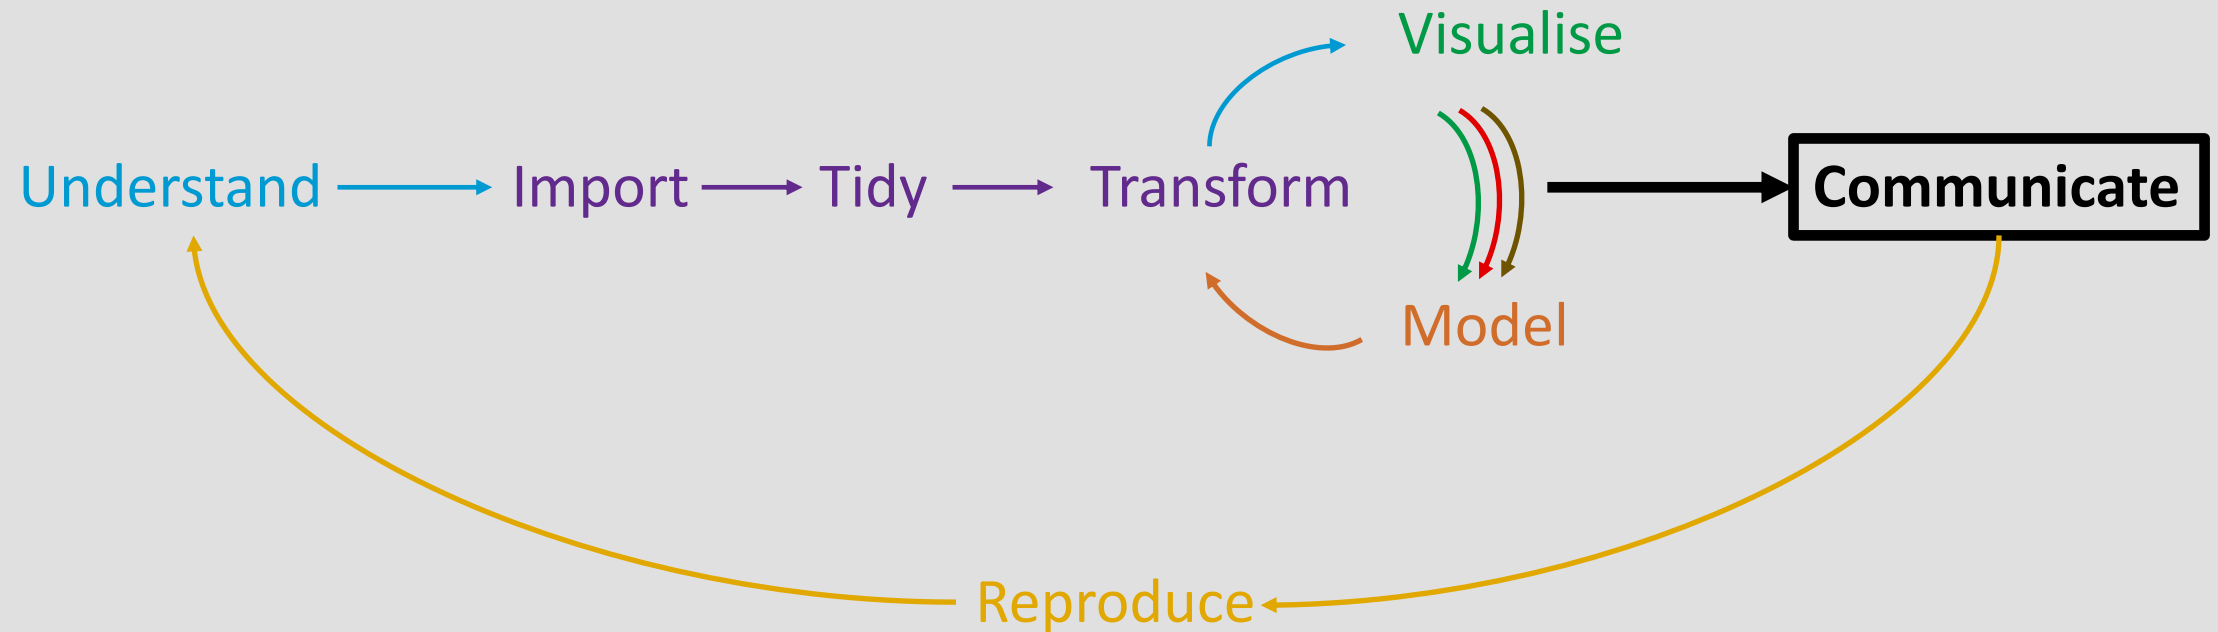 Visualise
Understand
Import
Tidy
Transform
Communicate
Model
Reproduce